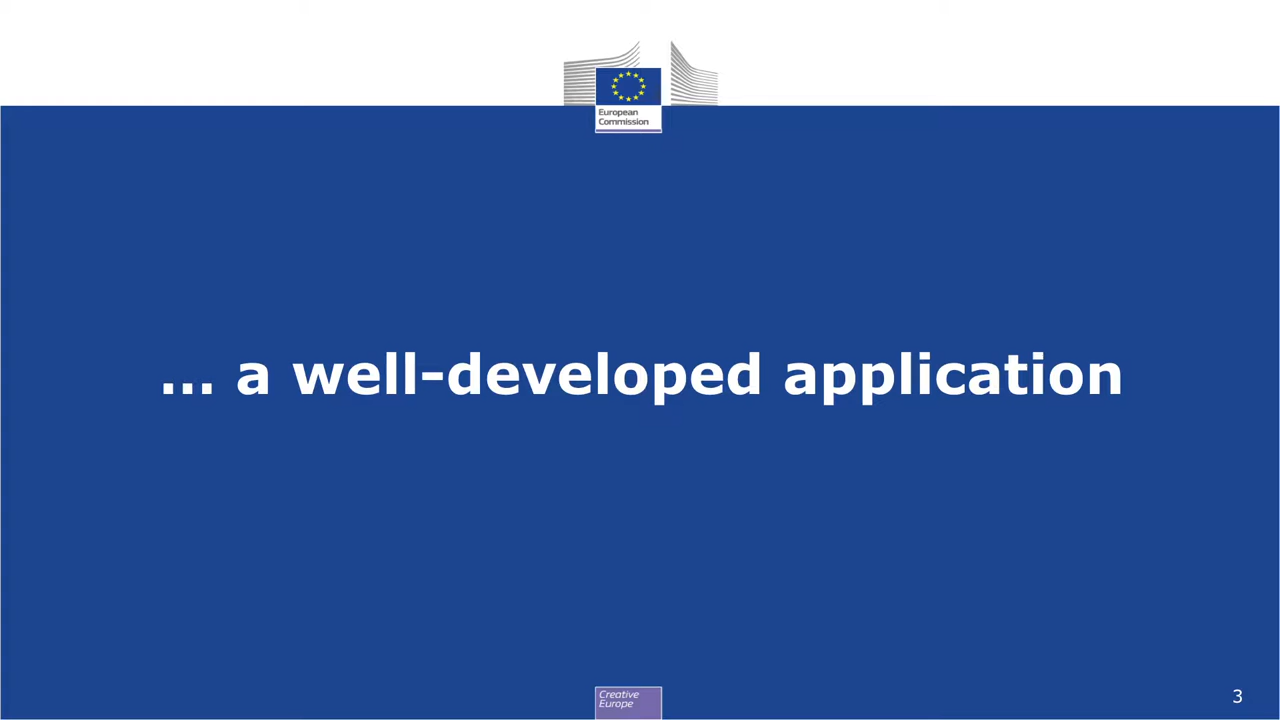 European
Commission
... a well-developed application
Creative
Europe
3